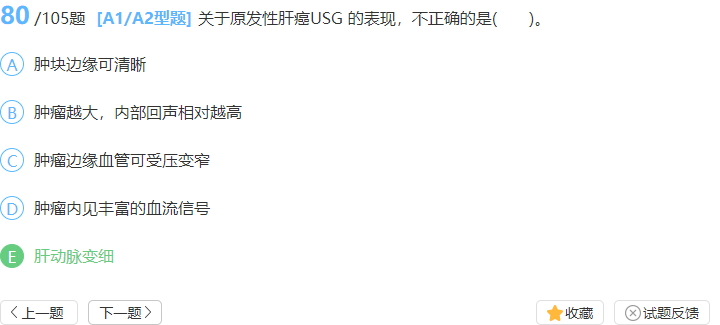 80/105题 [A1/A2型题] 关于原发性肝癌USG 的表现，不正确的是(　　)。
A 肿块边缘可清晰
B 肿瘤越大，内部回声相对越高
C 肿瘤边缘血管可受压变窄
D 肿瘤内见丰富的血流信号
E 肝动脉变细
上一题 下一题 收藏 试题反馈